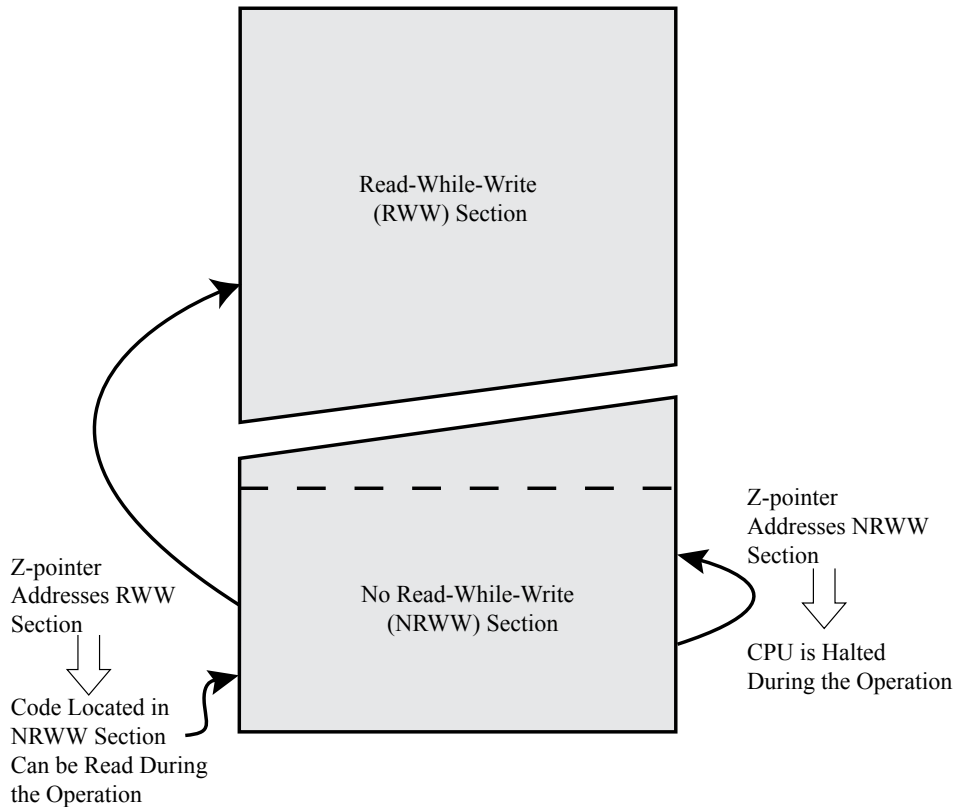 Read-While-Write
(RWW) Section
Z-pointer
Addresses RWW
Section
Code Located in
NRWW Section
Can be Read During
the Operation
No Read-While-Write
(NRWW) Section
Z-pointer
Addresses NRWW
Section
CPU is Halted
During the Operation